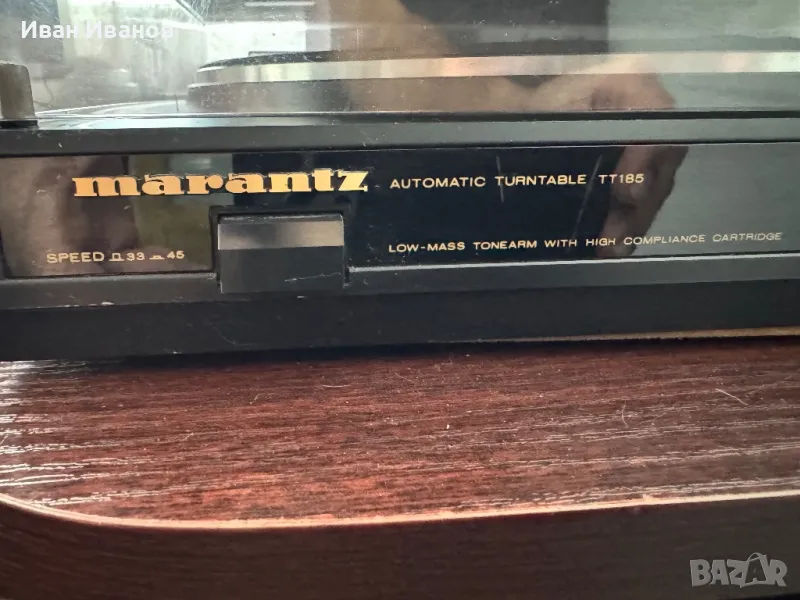 Иван Иванов
marantz AUTOMATIC TURNTABLE TT185
SPEED 33 45
LOW-MASS TONEARM WITH HIGH COMPLIANCE CARTRIDGE
BAZAR